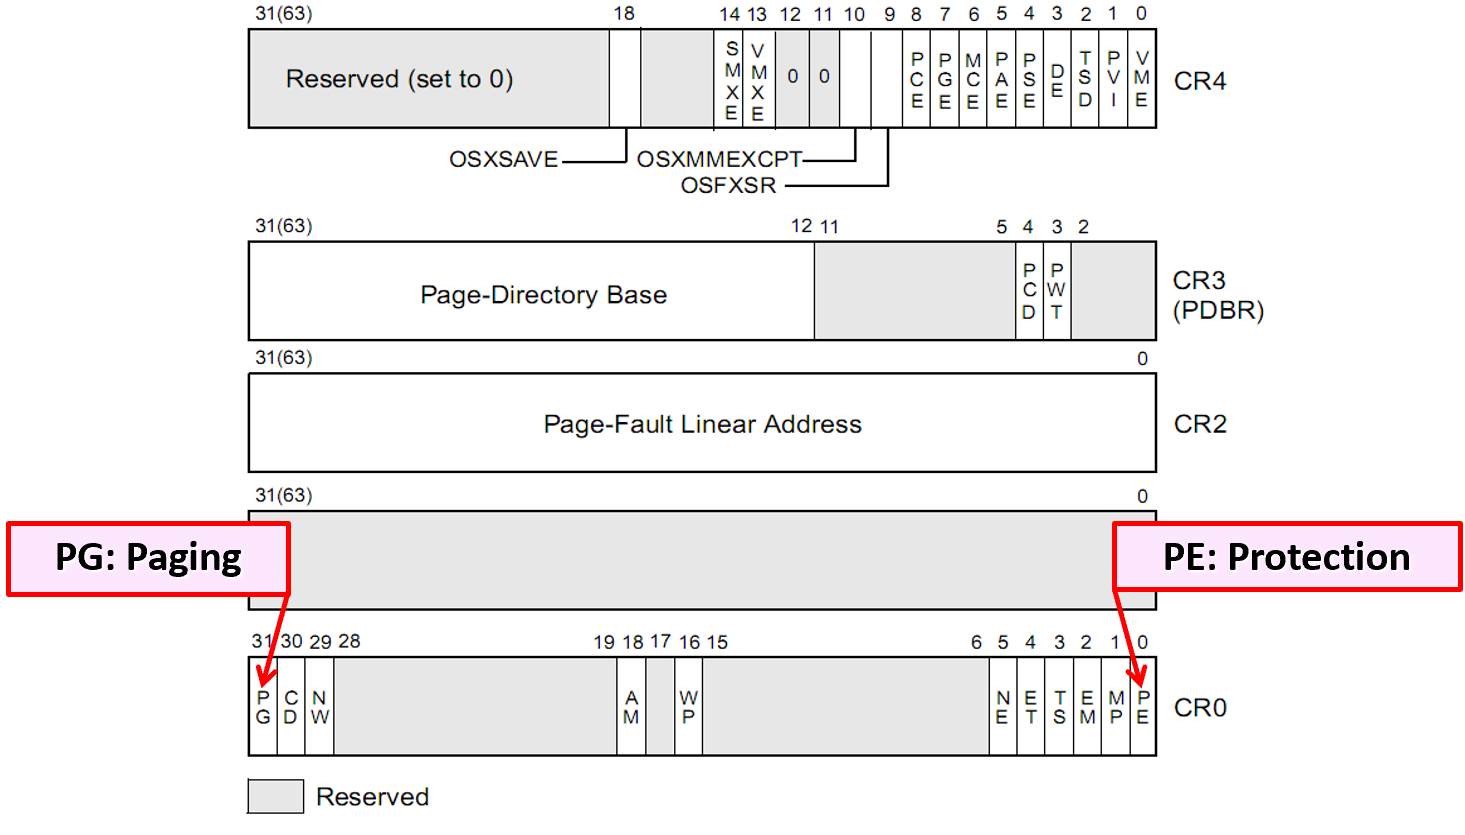 31(63) 18 14 13 12 11 10 9 8 7 6 5 4 3 2 1 0
Reserved (set to 0) SMXE VMXE 0 0 PCE PGE MCE PAE PSE DE TSD PVI VME CR4
OSXSAVE OSXMMEXCPT
OSFXSR
31(63) 12 11 5 4 3 2
Page-Directory Base PCD PWT CR3
(PDBR)
31(63) 0
Page-Fault Linear Address CR2
31(63) 0
PG: Paging PE: Protection
31 30 29 28 19 18 17 16 15 6 5 4 3 2 1 0
PG CD NW AM WP NE ET TS EM MP PE CR0
Reserved